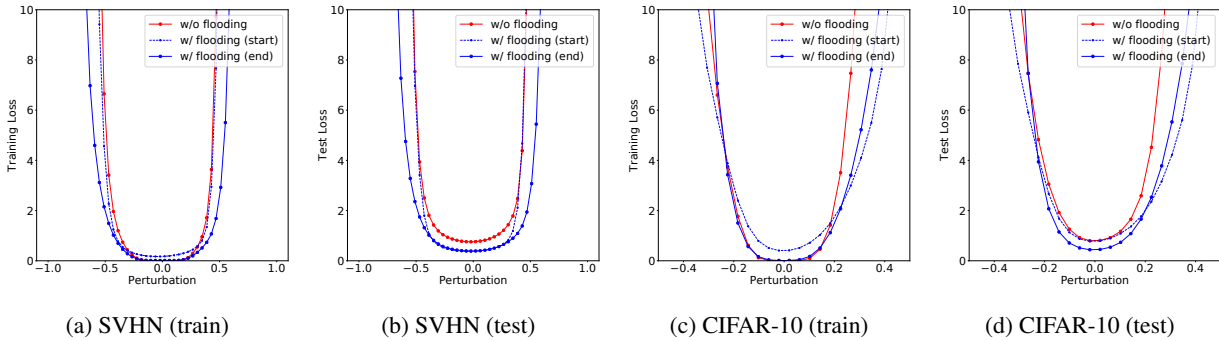 10
8
6
4
2
0
Training Loss
w/o flooding
w/ flooding (start)
w/ flooding (end)
−1.0 −0.5 0.0 0.5 1.0
Perturbation
(a) SVHN (train)
10
8
6
4
2
0
Test Loss
w/o flooding
w/ flooding (start)
w/ flooding (end)
−1.0 −0.5 0.0 0.5 1.0
Perturbation
(b) SVHN (test)
10
8
6
4
2
0
Training Loss
w/o flooding
w/ flooding (start)
w/ flooding (end)
−0.4 −0.2 0.0 0.2 0.4
Perturbation
(c) CIFAR-10 (train)
10
8
6
4
2
0
Test Loss
w/o flooding
w/ flooding (start)
w/ flooding (end)
−0.4 −0.2 0.0 0.2 0.4
Perturbation
(d) CIFAR-10 (test)